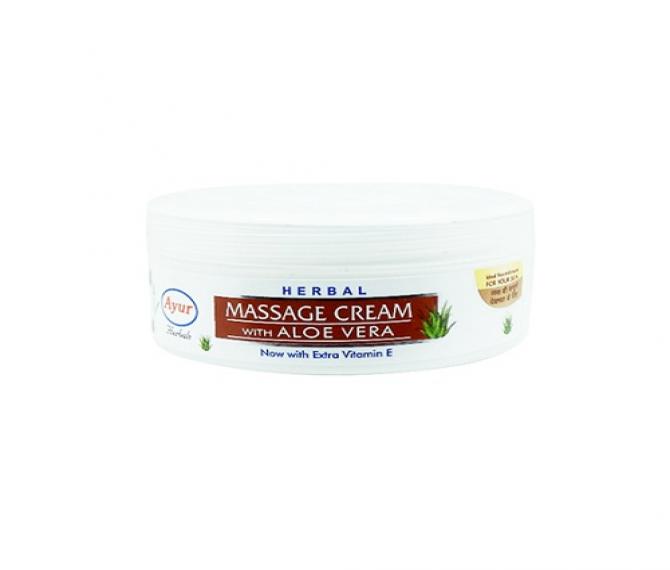 HERBAL
MASSAGE CREAM
WITH ALOE VERA
Now with Extra Vitamin E
Ayur
Herbals
FOR YOUR SKIN